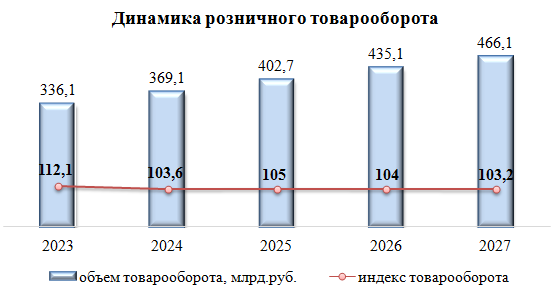 Динамика розничного товарооборота
336,1 369,1 402,7 435,1 466,1
112,1 103,6 105 104 103,2
2023 2024 2025 2026 2027
объем товарооборота, млрд.руб. индекс товарооборота